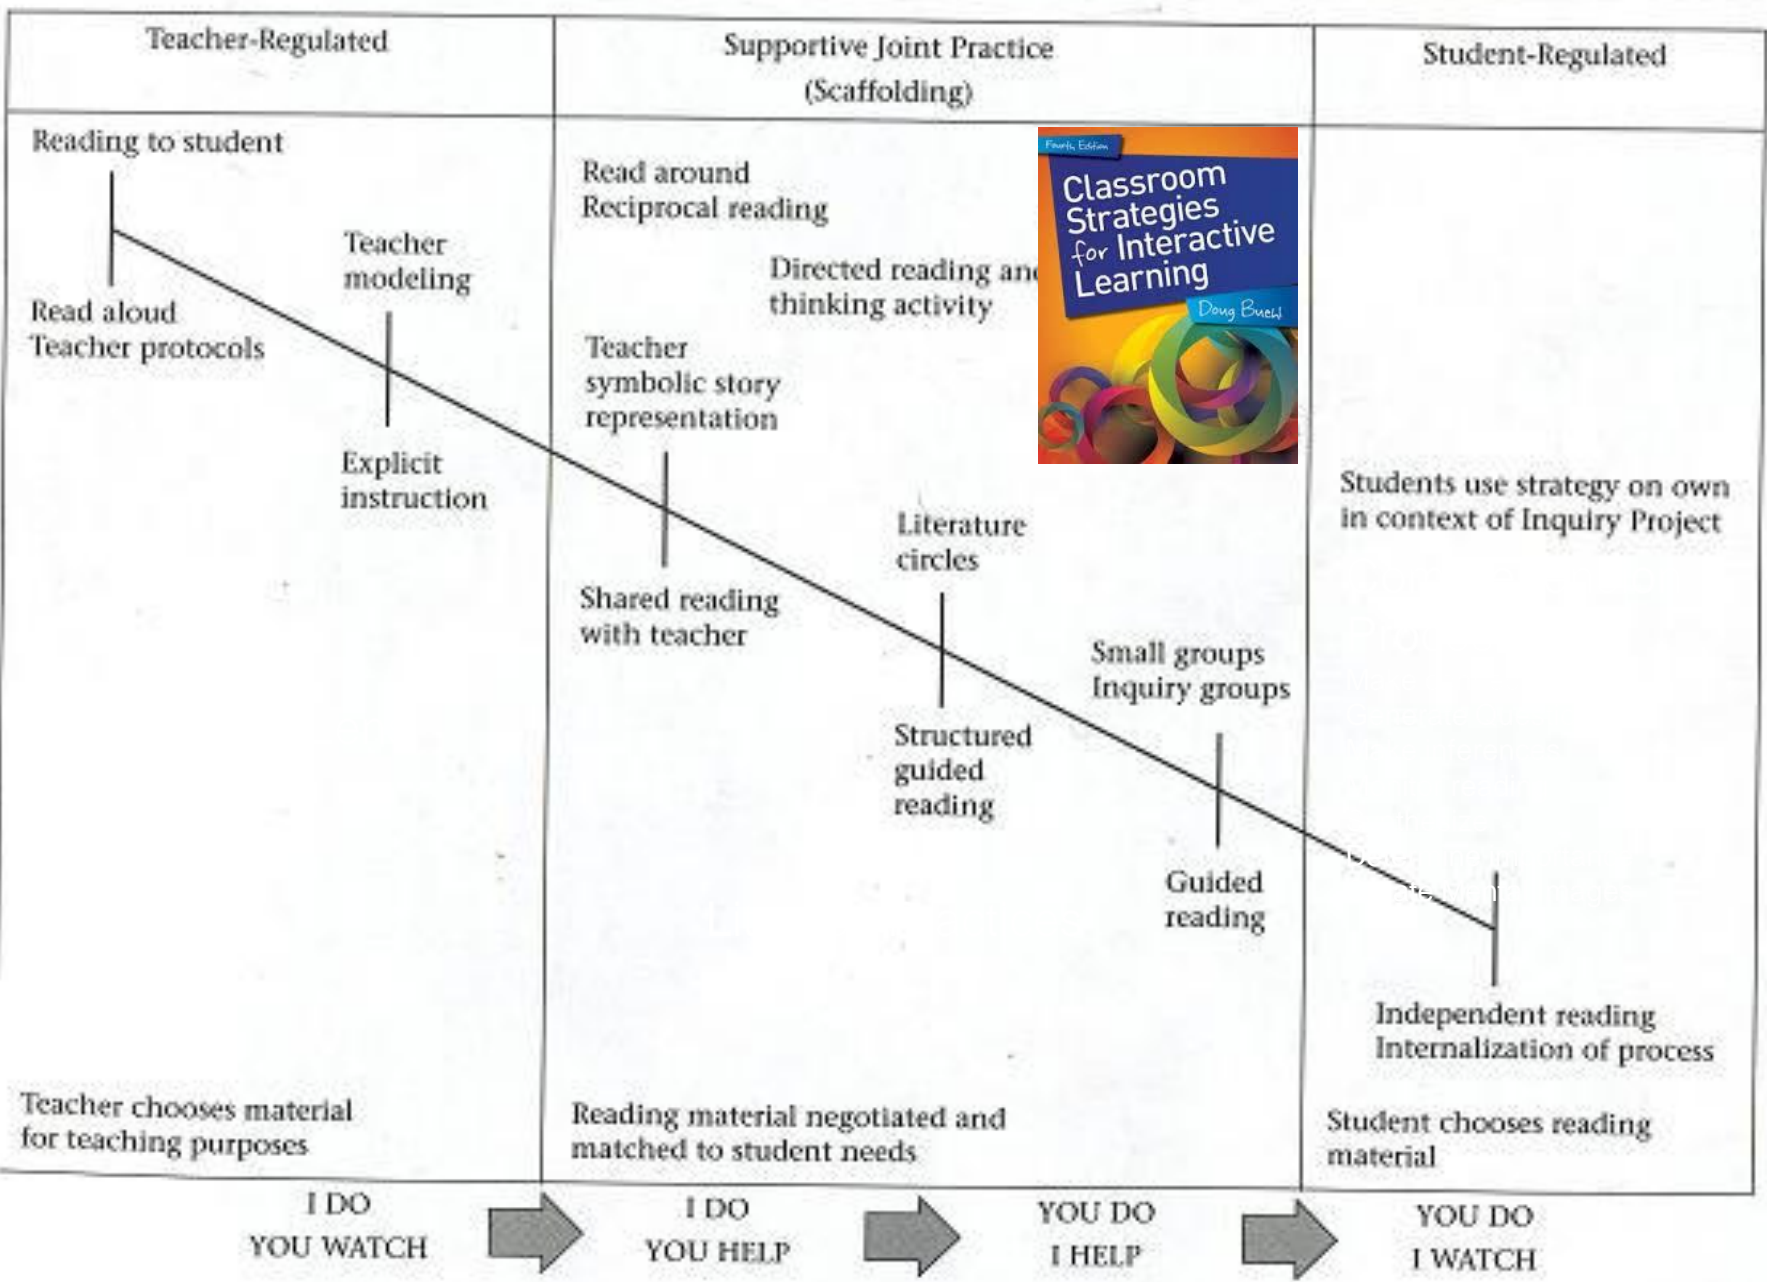 Teacher-Regulated
Supportive Joint Practice
(Scaffolding)
Student-Regulated
Reading to student
Read aloud
Teacher protocols
Teacher
modeling
Explicit
instruction
Teacher chooses material
for teaching purposes
Read around
Reciprocal reading
Directed reading and
thinking activity
Fourth Edition
Classroom
Strategies
for Interactive
Learning
Doug Buehl
Teacher
symbolic story
representation
Shared reading
with teacher
Literature
circles
Structured
guided
reading
Small groups
Inquiry groups
Guided
reading
Reading material negotiated and
matched to student needs
Students use strategy on own
in context of Inquiry Project
Independent reading
Internalization of process
Student chooses reading
material
I DO
YOU WATCH
I DO
YOU HELP
YOU DO
I HELP
YOU DO
I WATCH